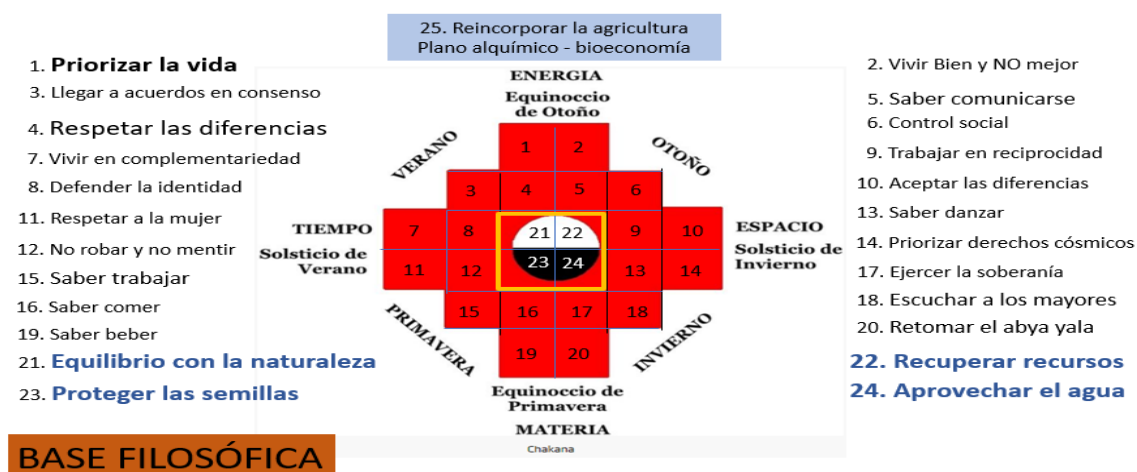 25. Reincorporar la agricultura
Plano alquímico - bioeconomía
1. Priorizar la vida
3. Llegar a acuerdos en consenso
4. Respetar las diferencias
7. Vivir en complementariedad
8. Defender la identidad
11. Respetar a la mujer
12. No robar y no mentir
15. Saber trabajar
16. Saber comer
19. Saber beber
21. Equilibrio con la naturaleza
23. Proteger las semillas
ENERGIA
Equinoccio
de Otoño
VERANO
OTOÑO
1 2
3 4 5 6
TIEMPO
Solsticio de
Verano
7 8 21 22 9 10
11 12 23 24 13 14
ESPACIO
Solsticio de
Invierno
15 16 17 18
19 20
PRIMAVERA
INVIERNO
Equinoccio de
Primavera
MATERIA
Chakana
2. Vivir Bien y NO mejor
5. Saber comunicarse
6. Control social
9. Trabajar en reciprocidad
10. Aceptar las diferencias
13. Saber danzar
14. Priorizar derechos cósmicos
17. Ejercer la soberanía
18. Escuchar a los mayores
20. Retomar el abya yala
22. Recuperar recursos
24. Aprovechar el agua
BASE FILOSÓFICA